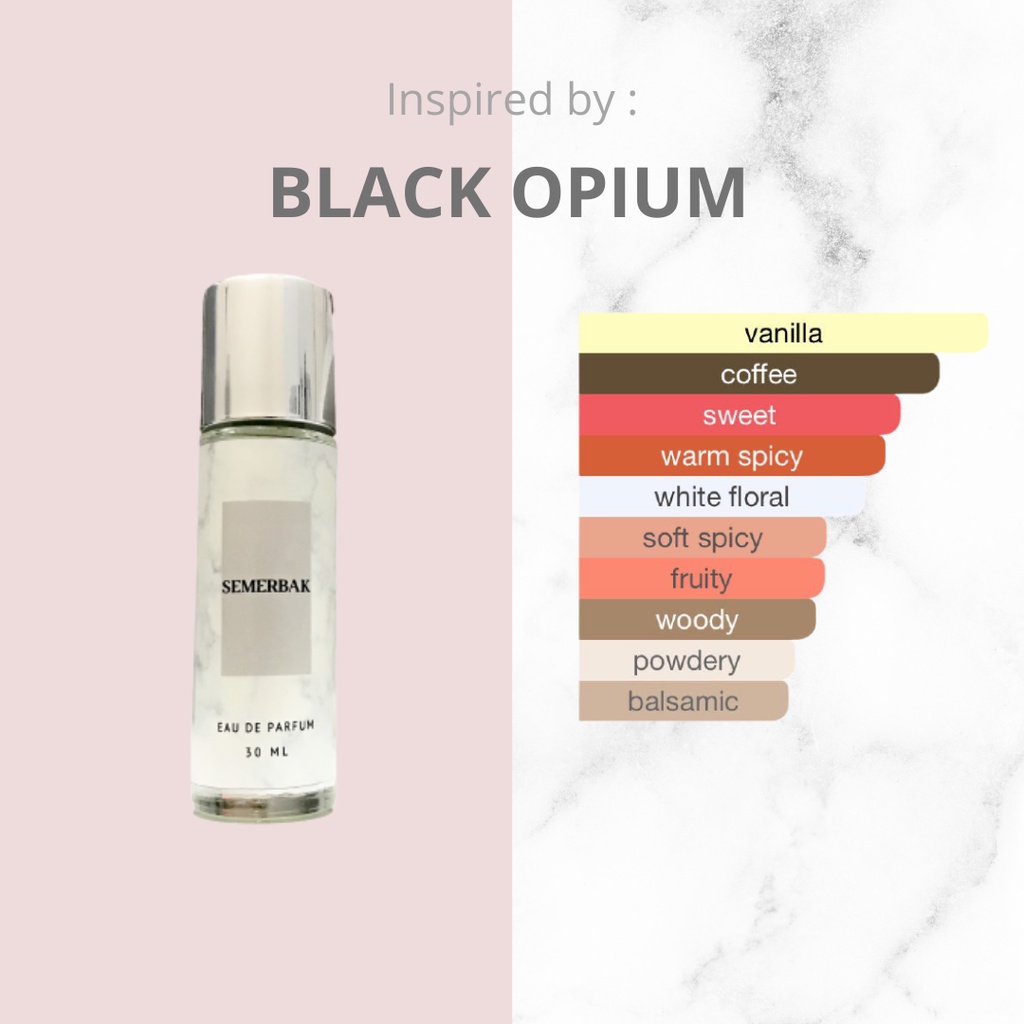 Inspired by :
BLACK OPIUM
SEMERBAK
EAU DE PARFUM
30 ML
vanilla
coffee
sweet
warm spicy
white floral
soft spicy
fruity
woody
powdery
balsamic